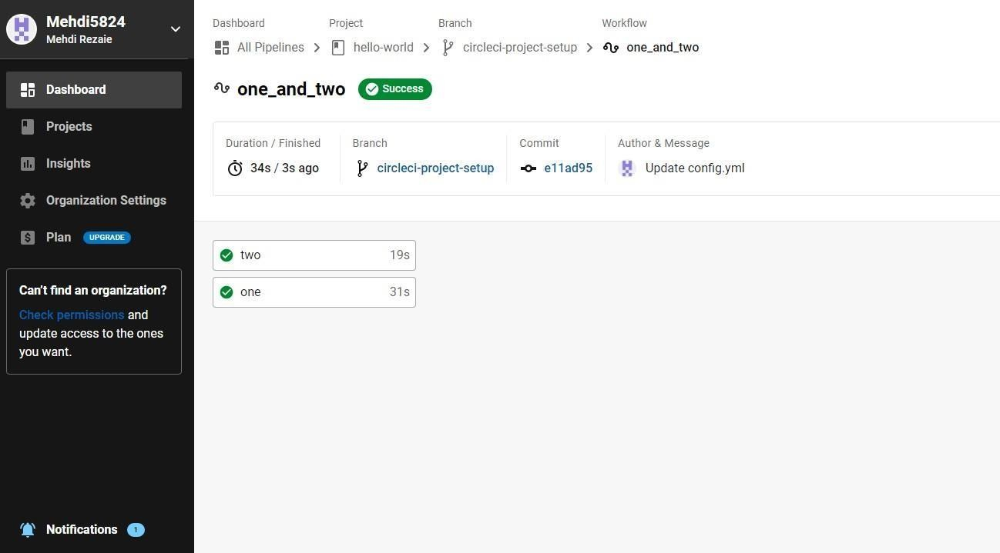 Mehdi5824
Mehdi Rezaie
Dashboard
Projects
Insights
Organization Settings
Plan UPGRADE
Can't find an organization?
Check permissions and
update access to the ones
you want.
Notifications 1
Dashboard Project Branch Workflow
All Pipelines hello-world circleci-project-setup one_and_two
one_and_two Success
Duration / Finished Branch Commit Author & Message
34s / 3s ago circleci-project-setup e11ad95 Update config.yml
two 19s
one 31s